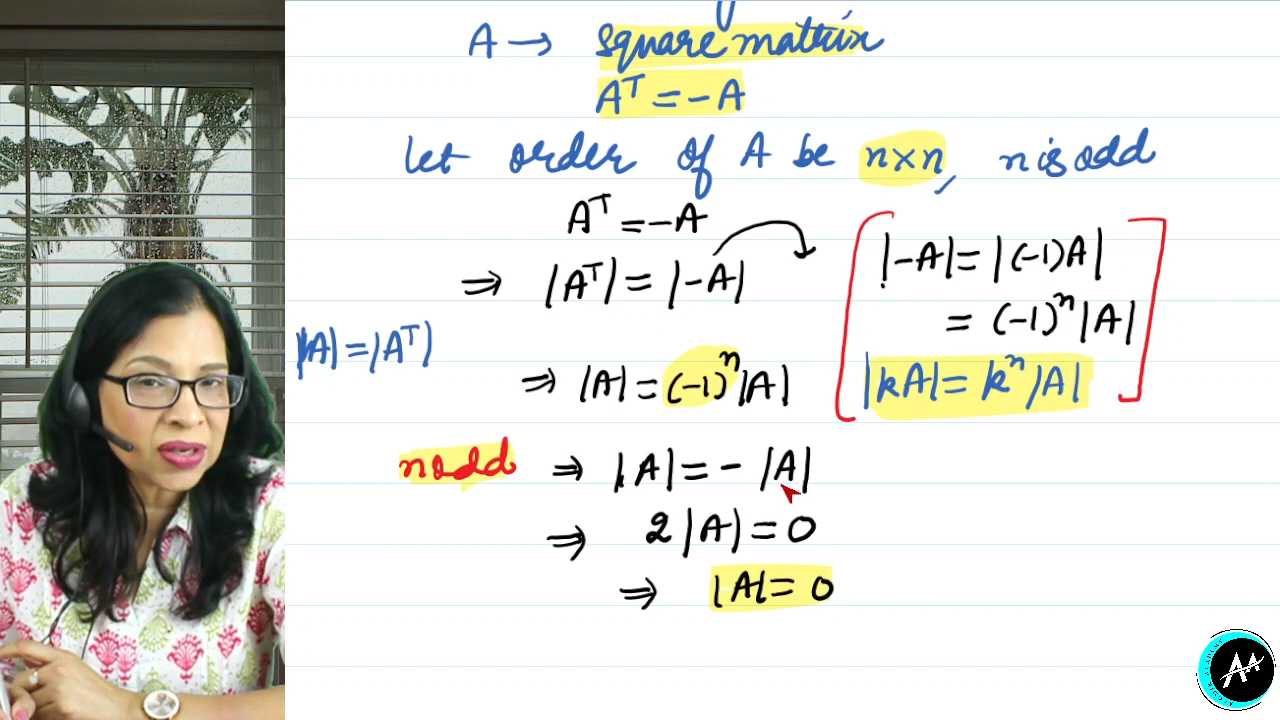 A → square matrix
Aᵀ = -A
Let order of A be n×n, n is odd
Aᵀ = -A
⇒ |Aᵀ| = |-A|
|-A| = |(-1)A|
= (-1)ⁿ |A|
|kA| = kⁿ |A|
|A| = |Aᵀ|
⇒ |A| = (-1)ⁿ |A|
n odd ⇒ |A| = - |A|
⇒ 2 |A| = 0
⇒ |A| = 0
AA